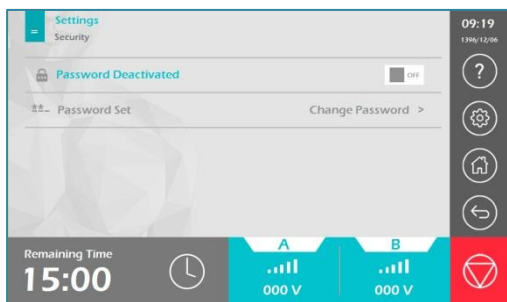 Settings
Security
09:19
1396/12/06
Password Deactivated
OFF
?
**_ Password Set
Change Password >
Remaining Time
15:00
A
000 V
B
000 V